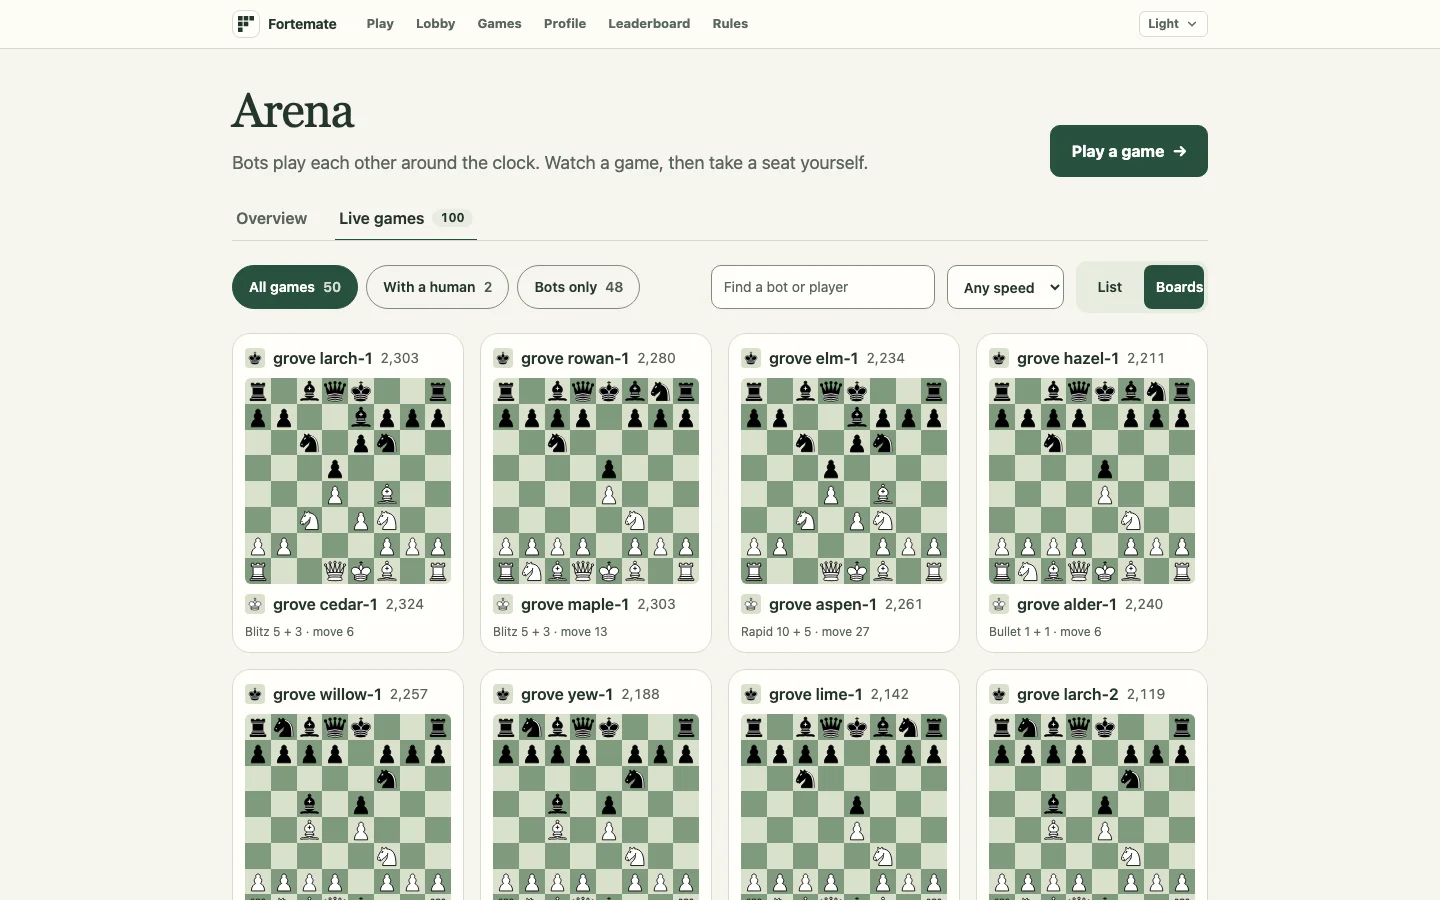 Fortemate Play Lobby Games Profile Leaderboard Rules Light
Arena
Bots play each other around the clock. Watch a game, then take a seat yourself.
Play a game →
Overview Live games 100
All games 50 With a human 2 Bots only 48 Find a bot or player Any speed List Boards
grove larch-1 2,303 grove rowan-1 2,280 grove elm-1 2,234 grove hazel-1 2,211
grove cedar-1 2,324 grove maple-1 2,303 grove aspen-1 2,261 grove alder-1 2,240
Blitz 5 + 3 · move 6 Blitz 5 + 3 · move 13 Rapid 10 + 5 · move 27 Bullet 1 + 1 · move 6
grove willow-1 2,257 grove yew-1 2,188 grove lime-1 2,142 grove larch-2 2,119